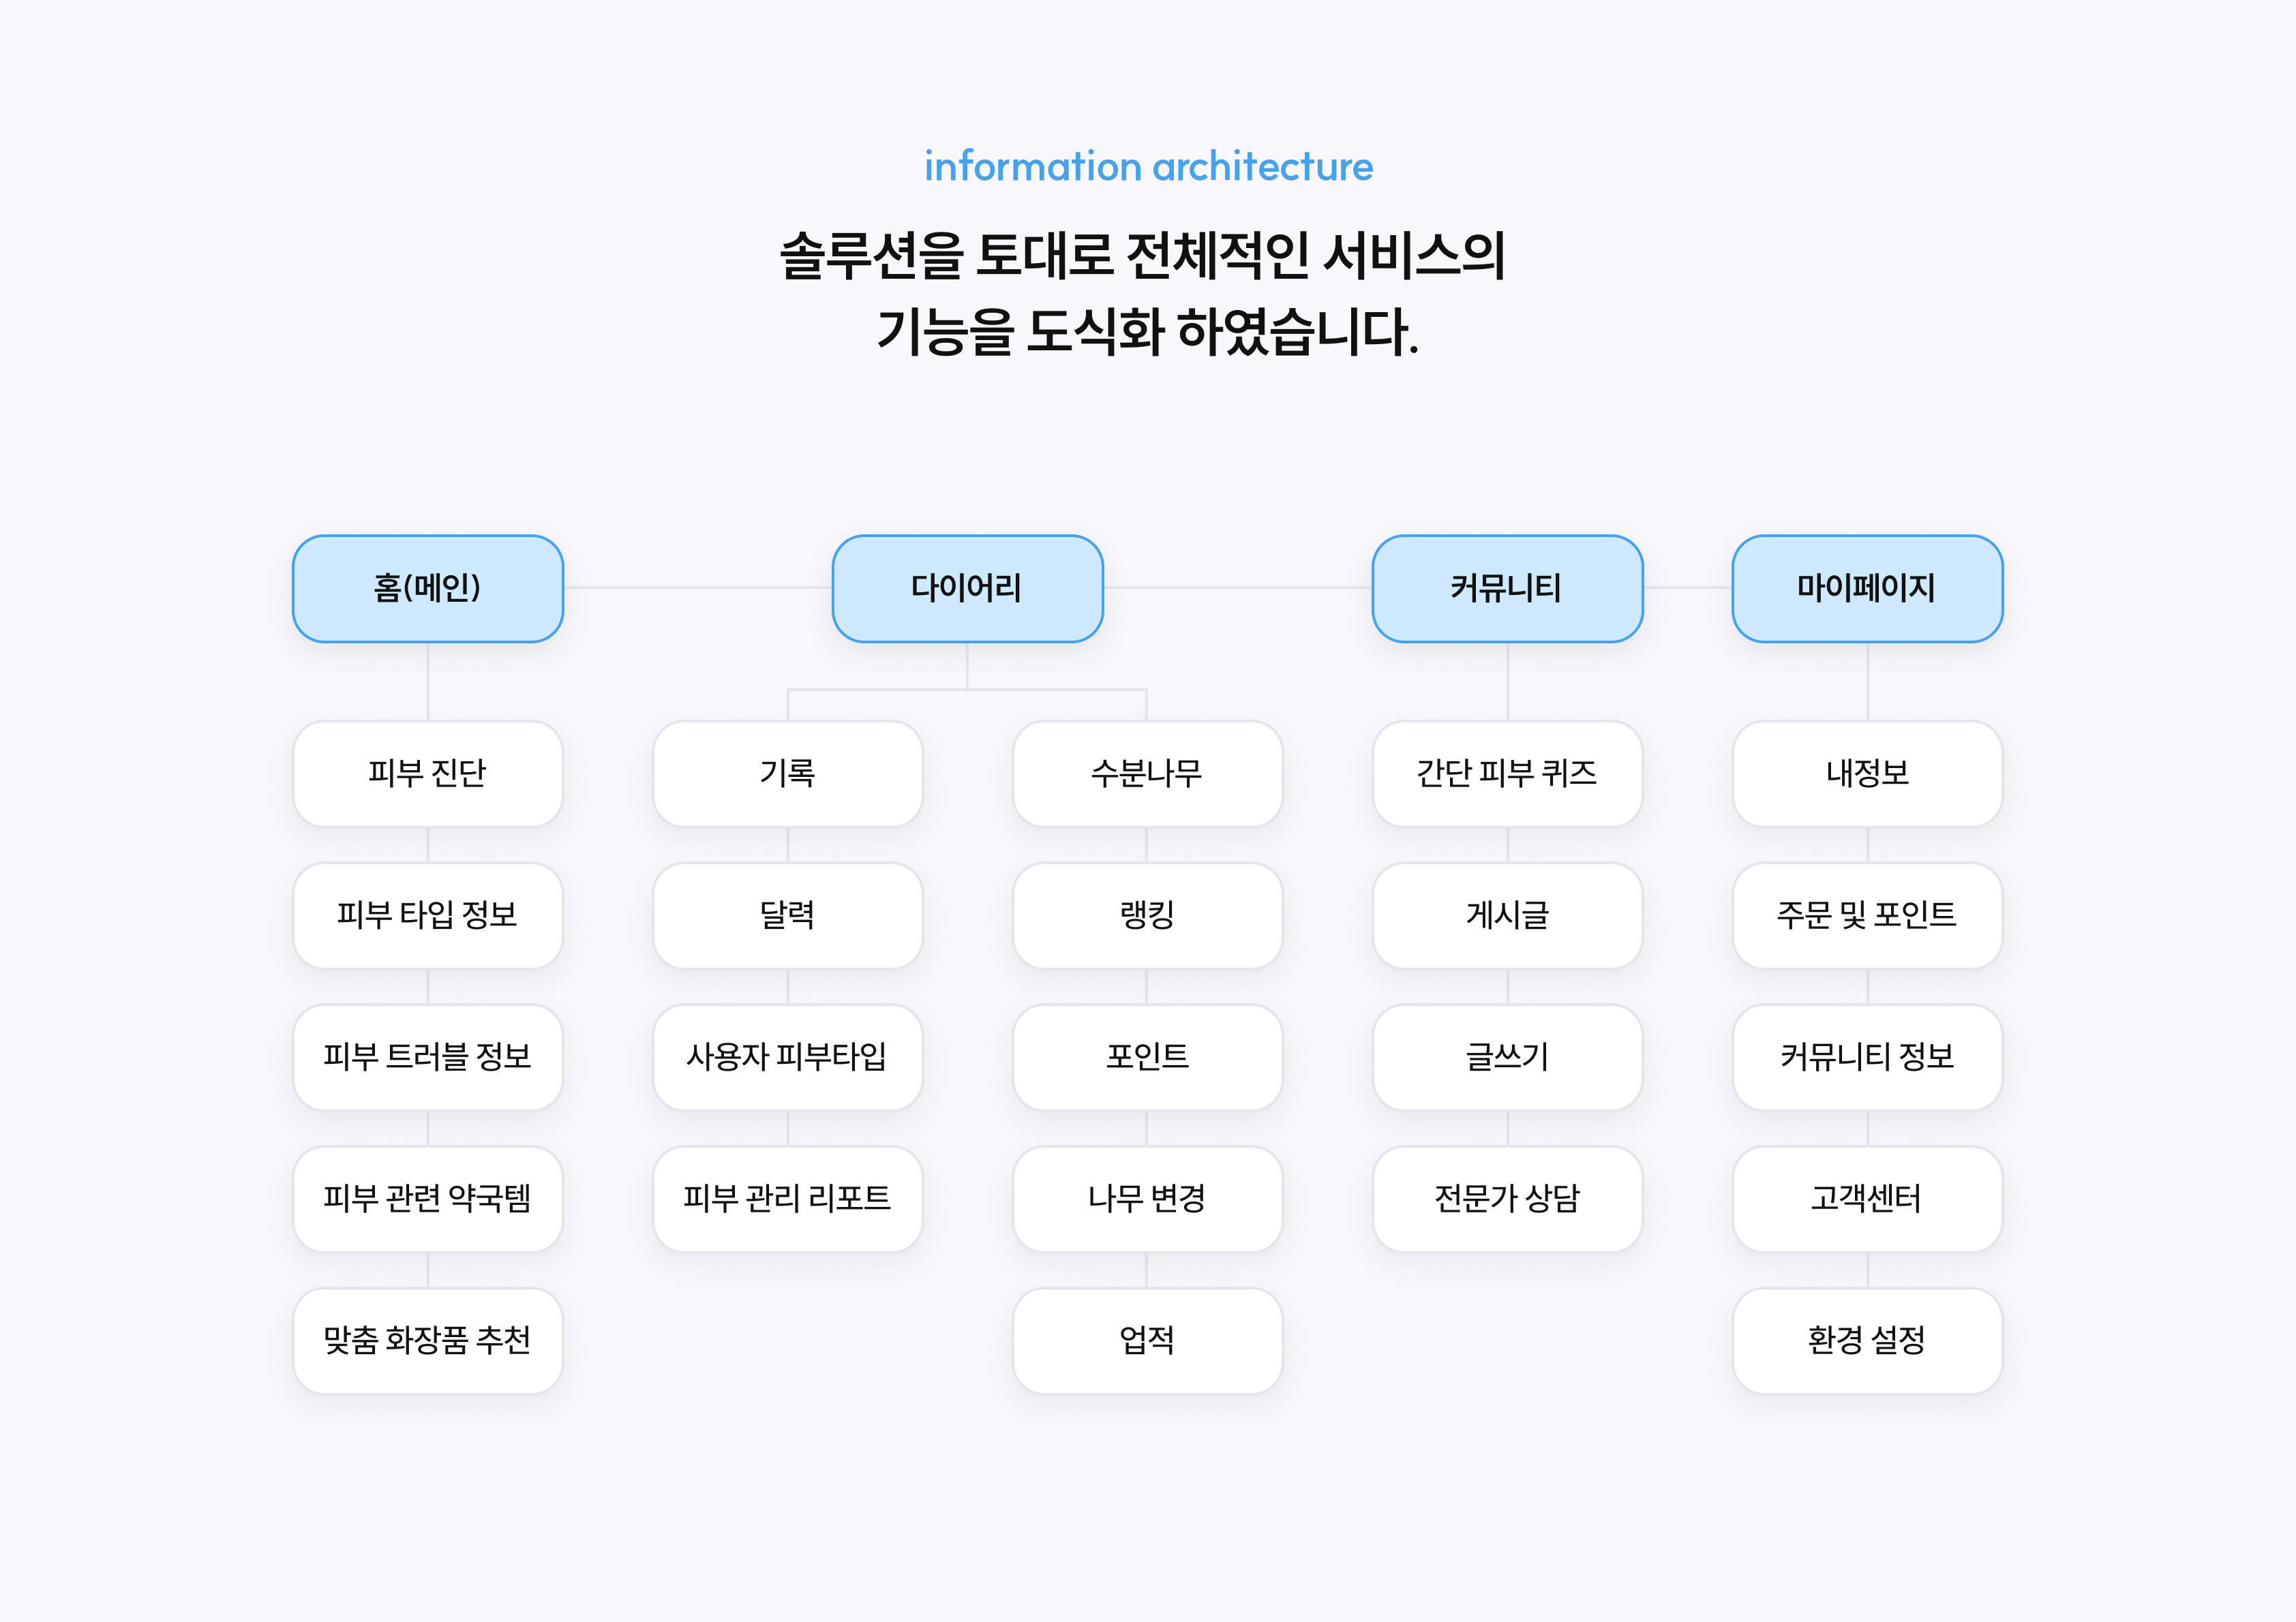 information architecture
솔루션을 토대로 전체적인 서비스의
기능을 도식화 하였습니다.
홈(메인)
다이어리
커뮤니티
마이페이지
피부 진단
기록
수분나무
간단 피부 퀴즈
내정보
피부 타입 정보
달력
랭킹
게시글
주문 및 포인트
피부 트러블 정보
사용자 피부타입
포인트
글쓰기
커뮤니티 정보
피부 관련 약국템
피부 관리 리포트
나무 변경
전문가 상담
고객센터
맞춤 화장품 추천
업적
환경 설정